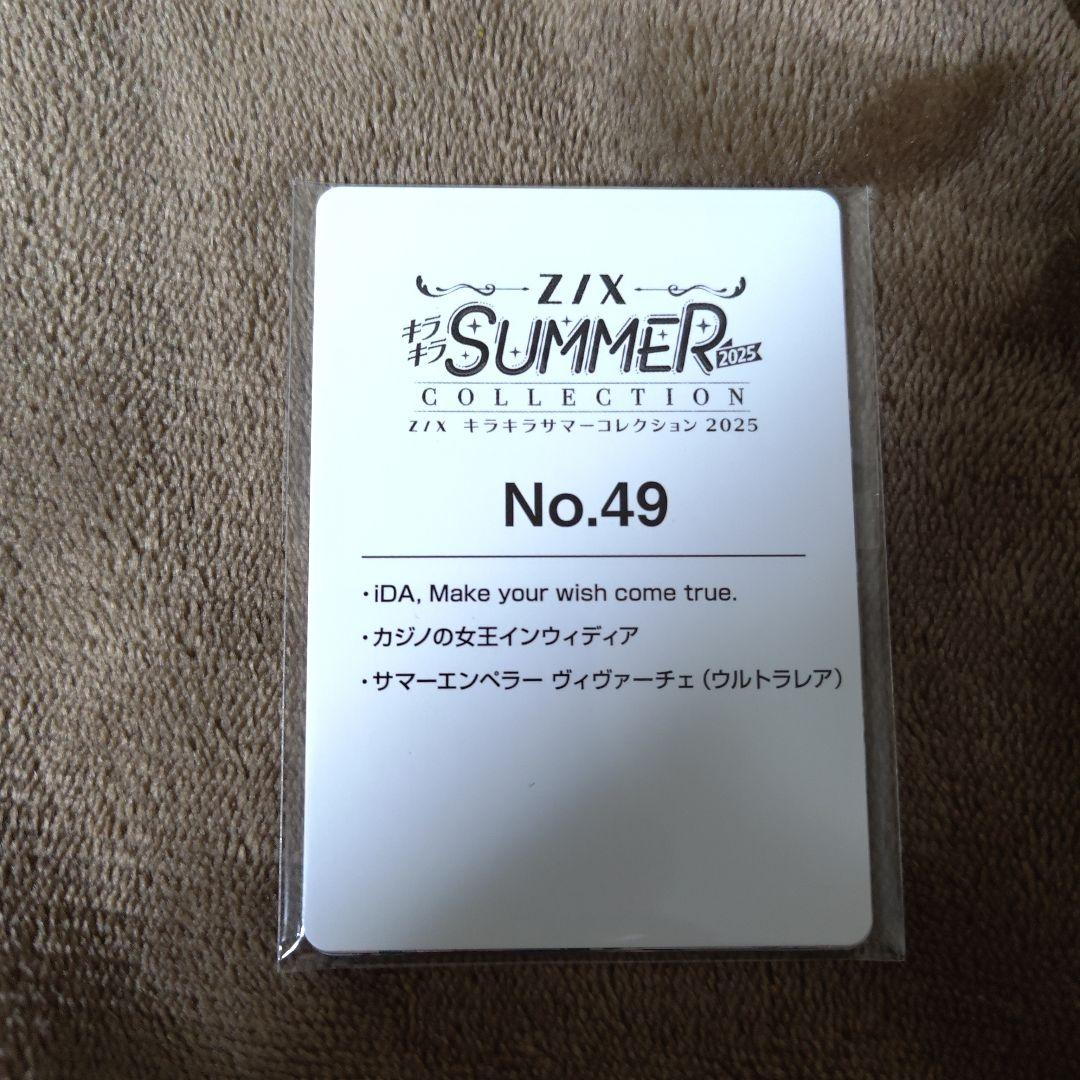 Z/X
キラキラ SUMMER 2025
COLLECTION
Z/X キラキラサマーコレクション 2025
No.49
・iDA, Make your wish come true.
・カジノの女王インウィディア
・サマーエンペラー ヴィヴァーチェ（ウルトラレア）